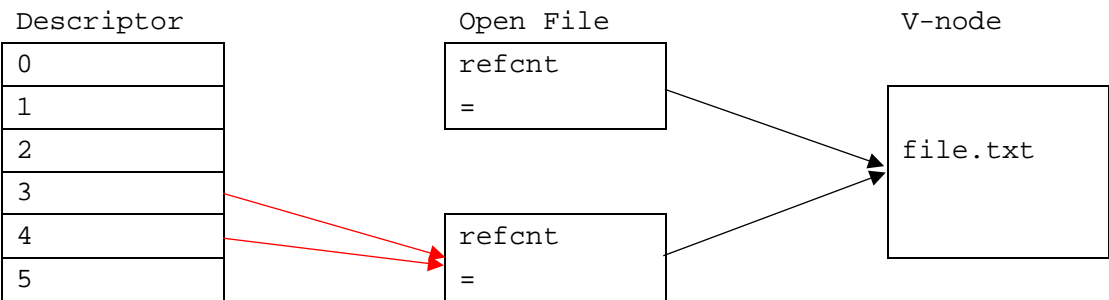 Descriptor Open File V-node
0
1
2
3
4
5
refcnt
=
refcnt
=
file.txt